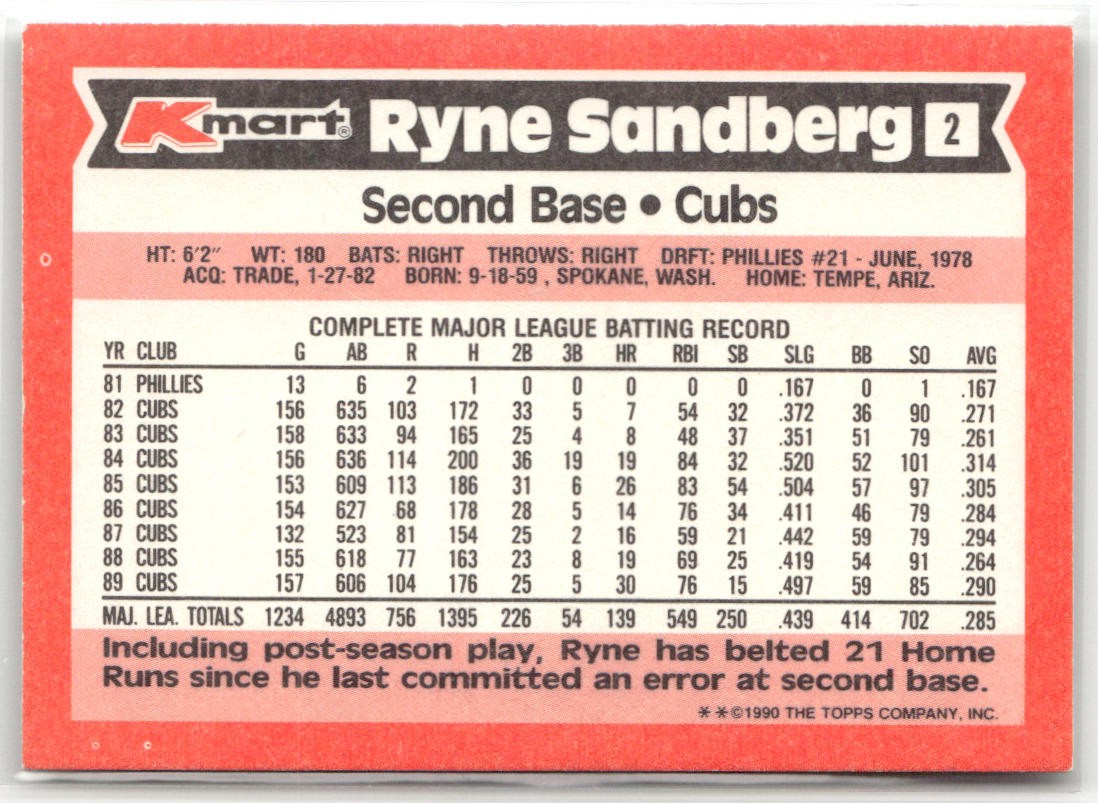 Kmart® Ryne Sandberg 2
Second Base • Cubs
HT: 6'2" WT: 180 BATS: RIGHT THROWS: RIGHT DRFT: PHILLIES #21 - JUNE, 1978
ACQ: TRADE, 1-27-82 BORN: 9-18-59 , SPOKANE, WASH. HOME: TEMPE, ARIZ.
COMPLETE MAJOR LEAGUE BATTING RECORD
YR CLUB G AB R H 2B 3B HR RBI SB SLG BB SO AVG
81 PHILLIES 13 6 2 1 0 0 0 0 0 .167 0 1 .167
82 CUBS 156 635 103 172 33 5 7 54 32 .372 36 90 .271
83 CUBS 158 633 94 165 25 4 8 48 37 .351 51 79 .261
84 CUBS 156 636 114 200 36 19 19 84 32 .520 52 101 .314
85 CUBS 153 609 113 186 31 6 26 83 54 .504 57 97 .305
86 CUBS 154 627 68 178 28 5 14 76 34 .411 46 79 .284
87 CUBS 132 523 81 154 25 2 16 59 21 .442 59 79 .294
88 CUBS 155 618 77 163 23 8 19 69 25 .419 54 91 .264
89 CUBS 157 606 104 176 25 5 30 76 15 .497 59 85 .290
MAJ. LEA. TOTALS 1234 4893 756 1395 226 54 139 549 250 .439 414 702 .285
Including post-season play, Ryne has belted 21 Home
Runs since he last committed an error at second base.
**©1990 THE TOPPS COMPANY, INC.